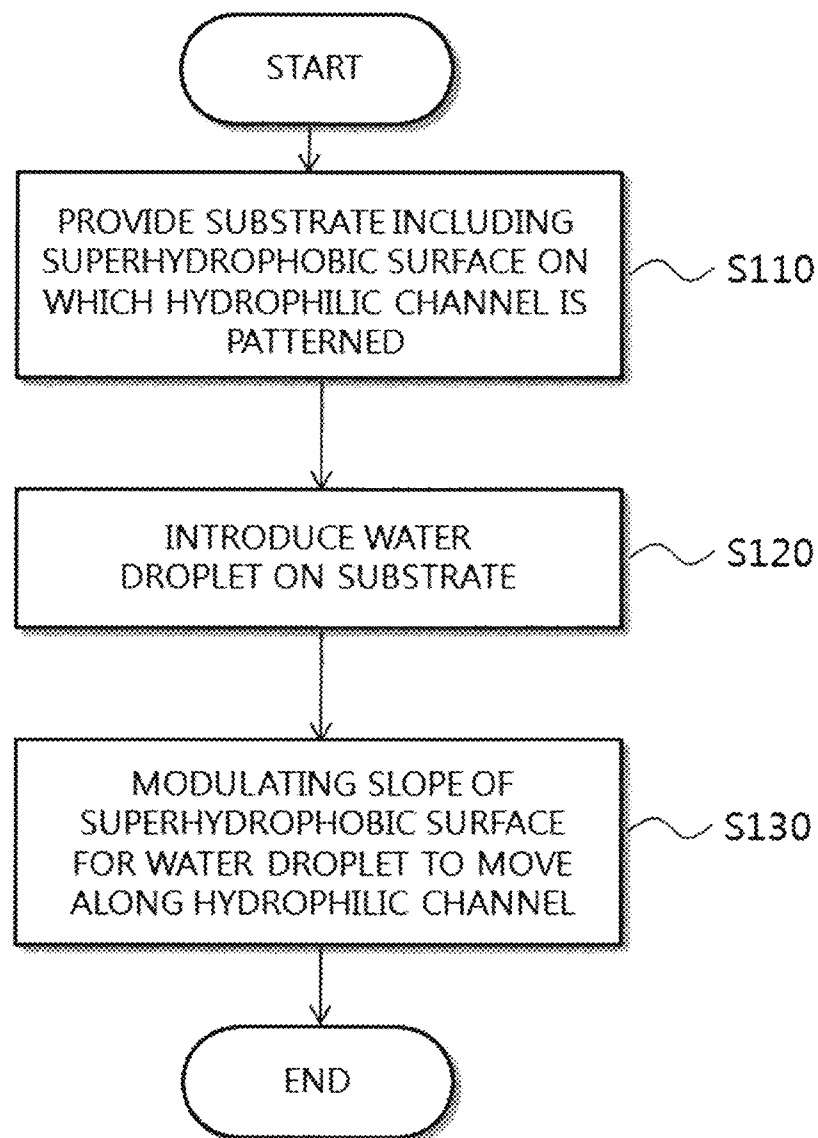 START
PROVIDE SUBSTRATE INCLUDING
SUPERHYDROPHOBIC SURFACE ON
WHICH HYDROPHILIC CHANNEL IS
PATTERNED
S110
INTRODUCE WATER
DROPLET ON SUBSTRATE
S120
MODULATING SLOPE OF
SUPERHYDROPHOBIC SURFACE
FOR WATER DROPLET TO MOVE
ALONG HYDROPHILIC CHANNEL
S130
END